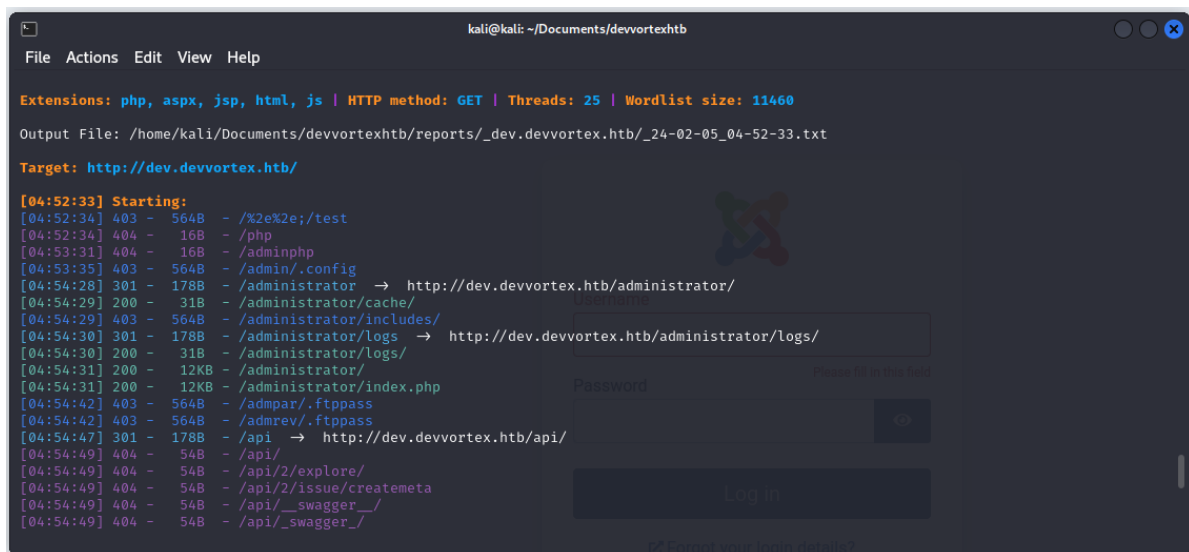 kali@kali: ~/Documents/devvortexhtb
File Actions Edit View Help
Extensions: php, aspx, jsp, html, js | HTTP method: GET | Threads: 25 | Wordlist size: 11460
Output File: /home/kali/Documents/devvortexhtb/reports/_dev.devvortex.htb/_24-02-05_04-52-33.txt
Target: http://dev.devvortex.htb/
[04:52:33] Starting:
[04:52:34] 403 - 564B - /%2e%2e;/test
[04:52:34] 404 - 16B - /php
[04:53:31] 404 - 16B - /adminphp
[04:53:35] 403 - 564B - /admin/.config
[04:54:28] 301 - 178B - /administrator → http://dev.devvortex.htb/administrator/
[04:54:29] 200 - 31B - /administrator/cache/
Username
[04:54:29] 403 - 564B - /administrator/includes/
[04:54:30] 301 - 178B - /administrator/logs → http://dev.devvortex.htb/administrator/logs/
[04:54:30] 200 - 31B - /administrator/logs/
[04:54:31] 200 - 12KB - /administrator/
Please fill in this field
[04:54:31] 200 - 12KB - /administrator/index.php
Password
[04:54:42] 403 - 564B - /admpar/.ftppass
[04:54:42] 403 - 564B - /admrev/.ftppass
[04:54:47] 301 - 178B - /api → http://dev.devvortex.htb/api/
[04:54:49] 404 - 54B - /api/
[04:54:49] 404 - 54B - /api/2/explore/
[04:54:49] 404 - 54B - /api/2/issue/createmeta
Log in
[04:54:49] 404 - 54B - /api/__swagger__/
[04:54:49] 404 - 54B - /api/_swagger_/
Forgot your login details?